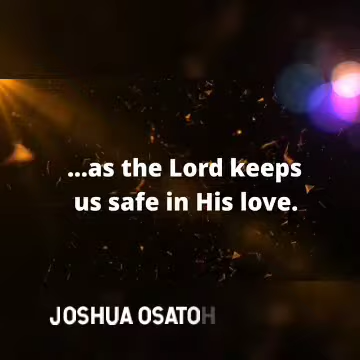 ...as the Lord keeps
us safe in His love.
JOSHUA OSATOH